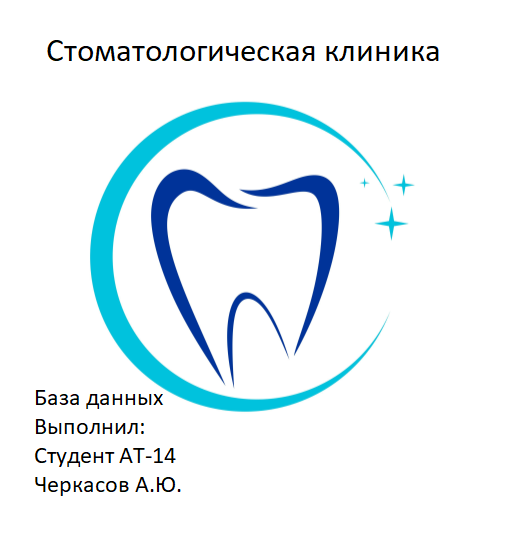 Стоматологическая клиника
База данных
Выполнил:
Студент АТ-14
Черкасов А.Ю.